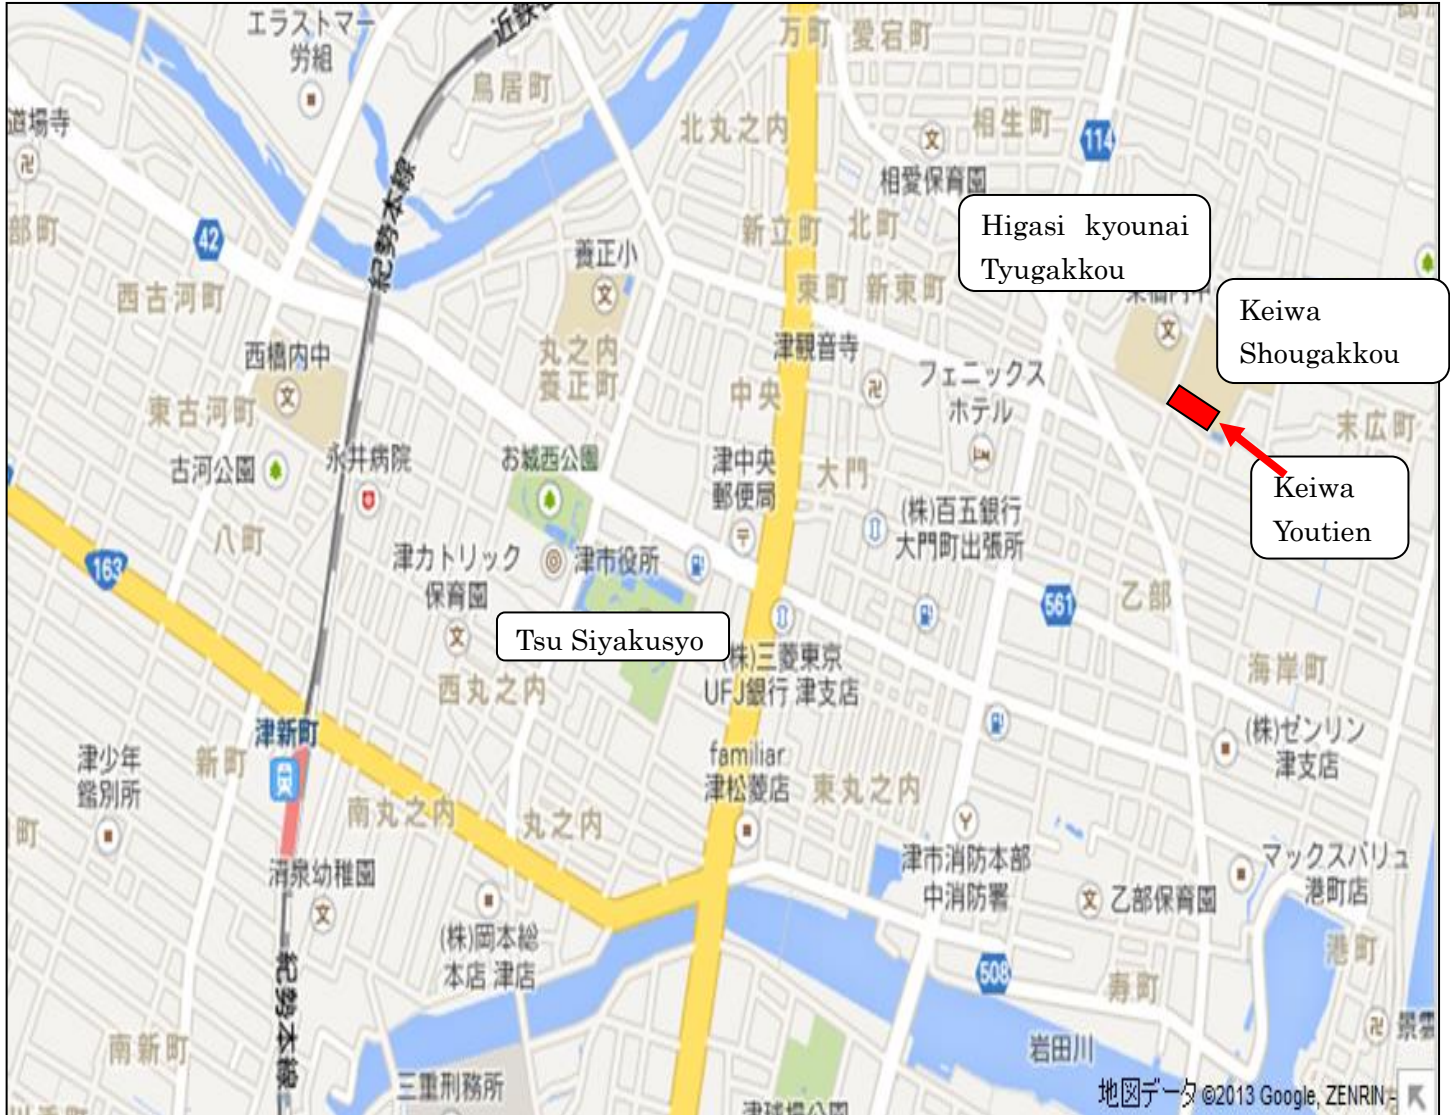 エラストマー
労組
近鉄
鳥居町
万町
愛宕町
道場寺
北丸之内
相生町
114
相愛保育園
紀勢本線
部町
42
新立町
北町
Higasi kyounai
Tyugakkou
養正小
西古河町
東町
新東町
Keiwa
Shougakkou
西橋内中
丸之内
養正町
津観音寺
フェニックス
ホテル
中央
東古河町
末広町
古河公園
永井病院
お城西公園
津中央
郵便局
大門
Keiwa
Youtien
(株)百五銀行
大門町出張所
八町
163
津カトリック
保育園
津市役所
561
乙部
Tsu Siyakusyo
(株)三菱東京
UFJ銀行 津支店
西丸之内
海岸町
津新町
新町
津少年
鑑別所
(株)ゼンリン
津支店
familiar
津松菱店
東丸之内
南丸之内
丸之内
町
清泉幼稚園
津市消防本部
中消防署
マックスバリュ
港町店
乙部保育園
(株)岡本総
本店 津店
港町
508
寿町
紀勢本線
南新町
岩田川
三重刑務所
津球場公園
地図データ ©2013 Google, ZENRIN -